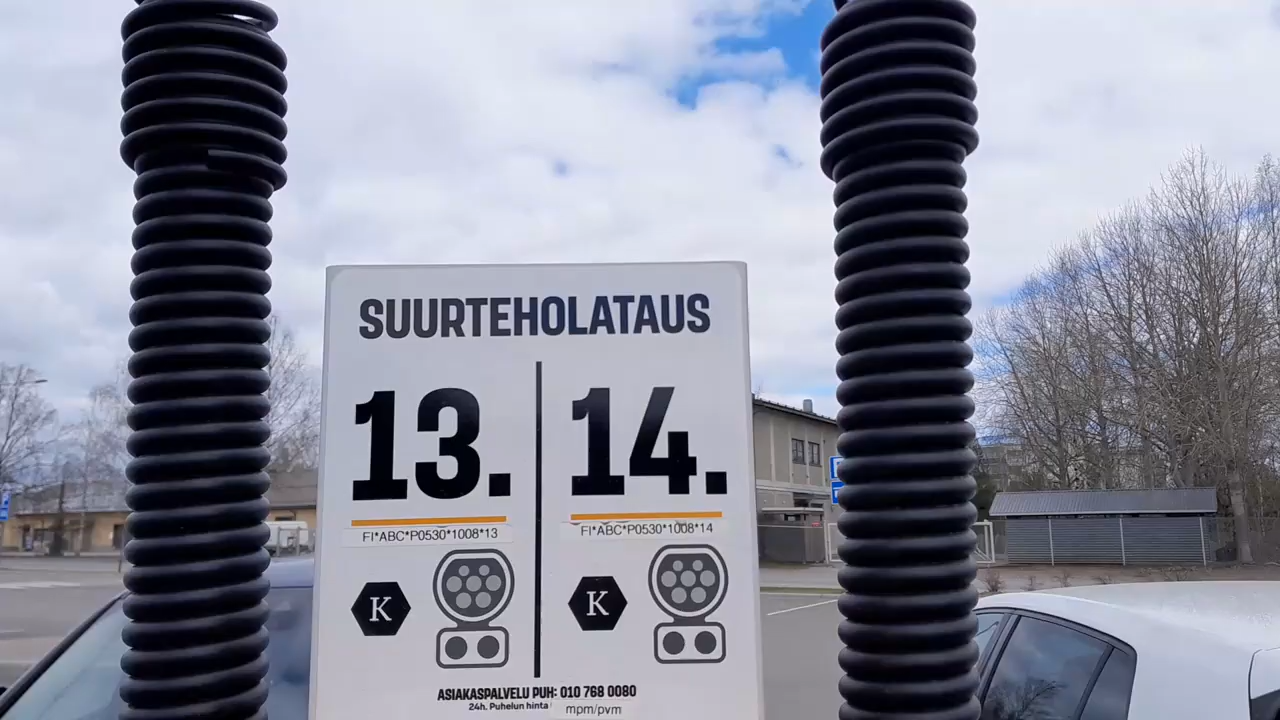 SUURTEHOLATAUS
13. 14.
FI*ABC*P0530*1008*13 FI*ABC*P0530*1008*14
K K
ASIAKASPALVELU PUH: 010 768 0080
24h. Puhelun hinta mpm/pvm